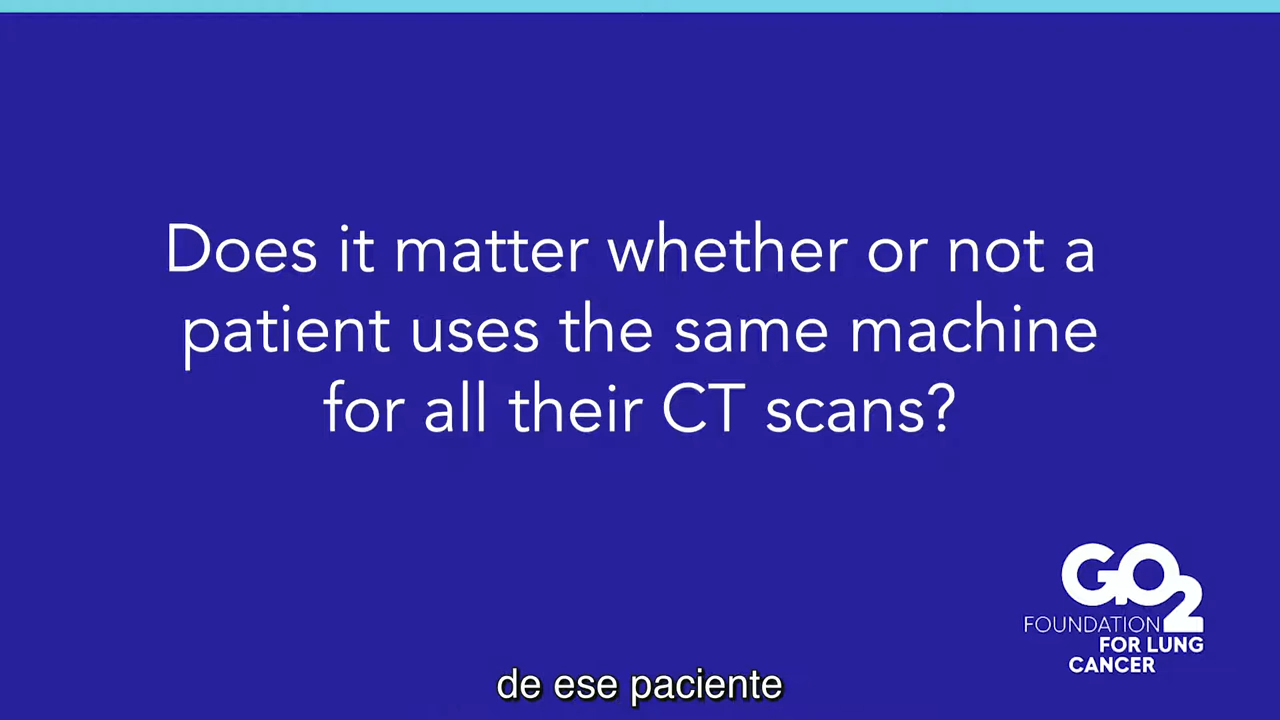 Does it matter whether or not a
patient uses the same machine
for all their CT scans?
GO2
FOUNDATION
FOR LUNG
CANCER
de ese paciente